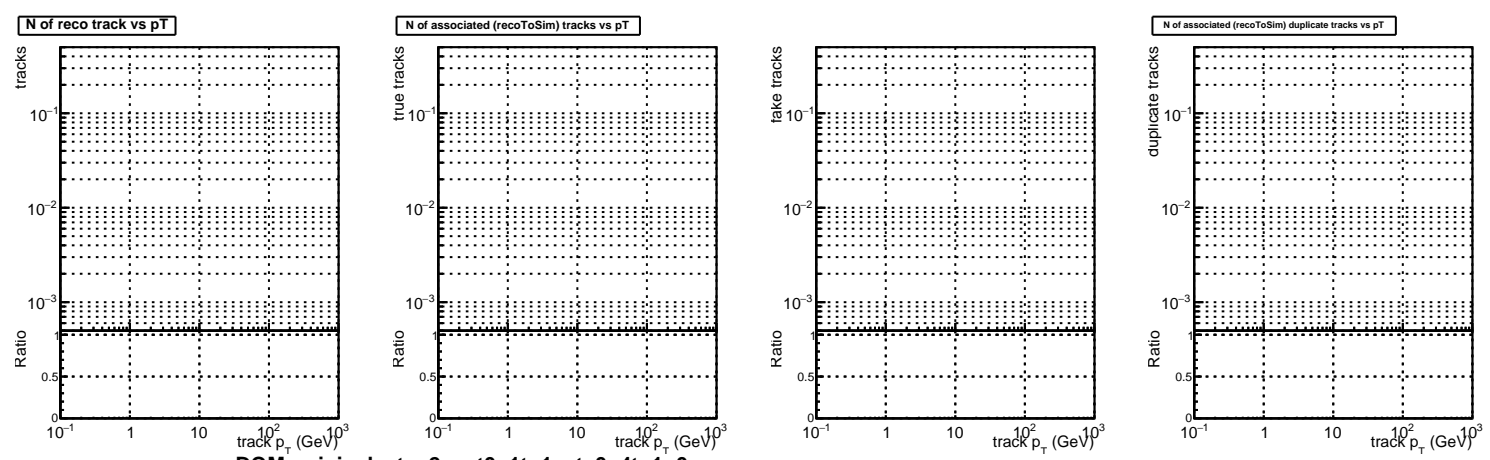 N of reco track vs pT
tracks
10⁻¹
10⁻²
10⁻³
Ratio
1
0.5
0
10⁻¹ 1 10 10² 10³
track p_T (GeV)
N of associated (recoToSim) tracks vs pT
true tracks
10⁻¹
10⁻²
10⁻³
Ratio
1
0.5
0
10⁻¹ 1 10 10² 10³
track p_T (GeV)
fake tracks
10⁻¹
10⁻²
10⁻³
Ratio
1
0.5
0
10⁻¹ 1 10 10² 10³
track p_T (GeV)
N of associated (recoToSim) duplicate tracks vs pT
duplicate tracks
10⁻¹
10⁻²
10⁻³
Ratio
1
0.5
0
10⁻¹ 1 10 10² 10³
track p_T (GeV)